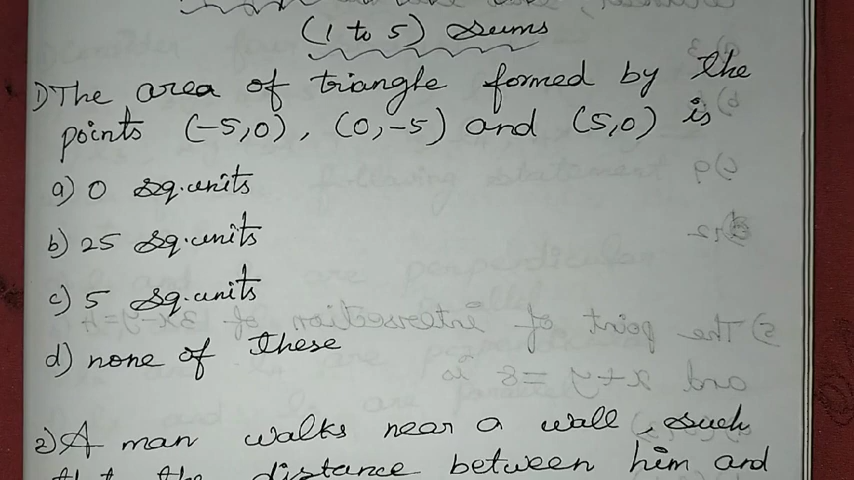 (1 to 5) sums
1) The area of triangle formed by the
points (-5,0), (0,-5) and (5,0) is
a) 0 sq.units
b) 25 sq.units
c) 5 sq.units
d) none of these
2) A man walks near a wall, such
that the distance between him and